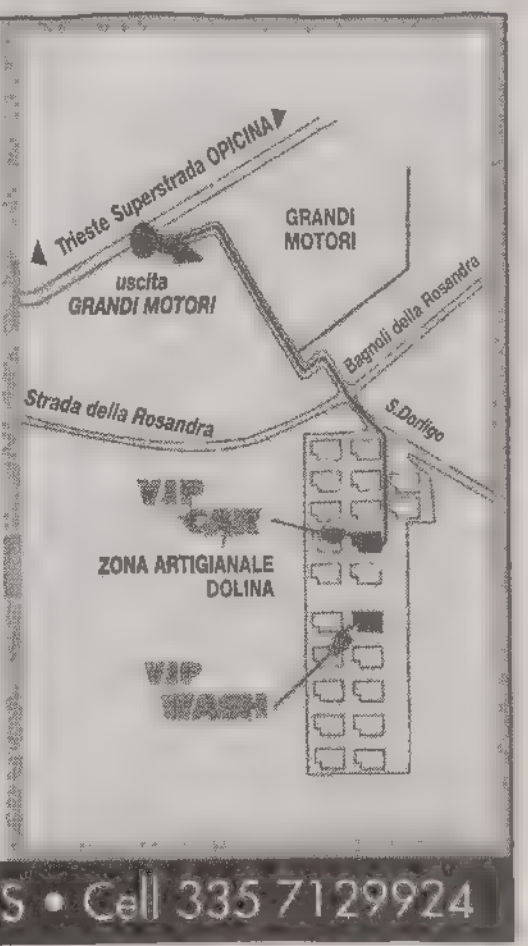 Trieste Superstrada OPICINA
GRANDI
MOTORI
uscita
GRANDI MOTORI
Bagnoli della Rosandra
Strada della Rosandra
S.Dorligo
VIP
CAR
ZONA ARTIGIANALE
DOLINA
VIP
WASH
S • Cell 335 7129924